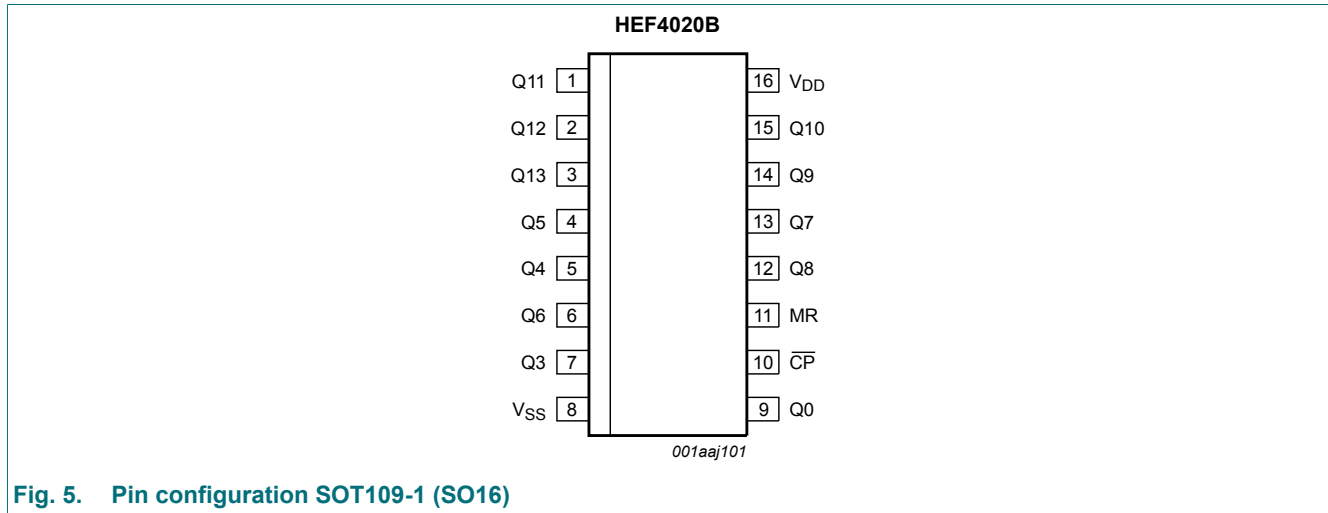 HEF4020B
Q11 1 16 VDD
Q12 2 15 Q10
Q13 3 14 Q9
Q5 4 13 Q7
Q4 5 12 Q8
Q6 6 11 MR
Q3 7 10 C̅P̅
VSS 8 9 Q0
001aaj101
Fig. 5. Pin configuration SOT109-1 (SO16)